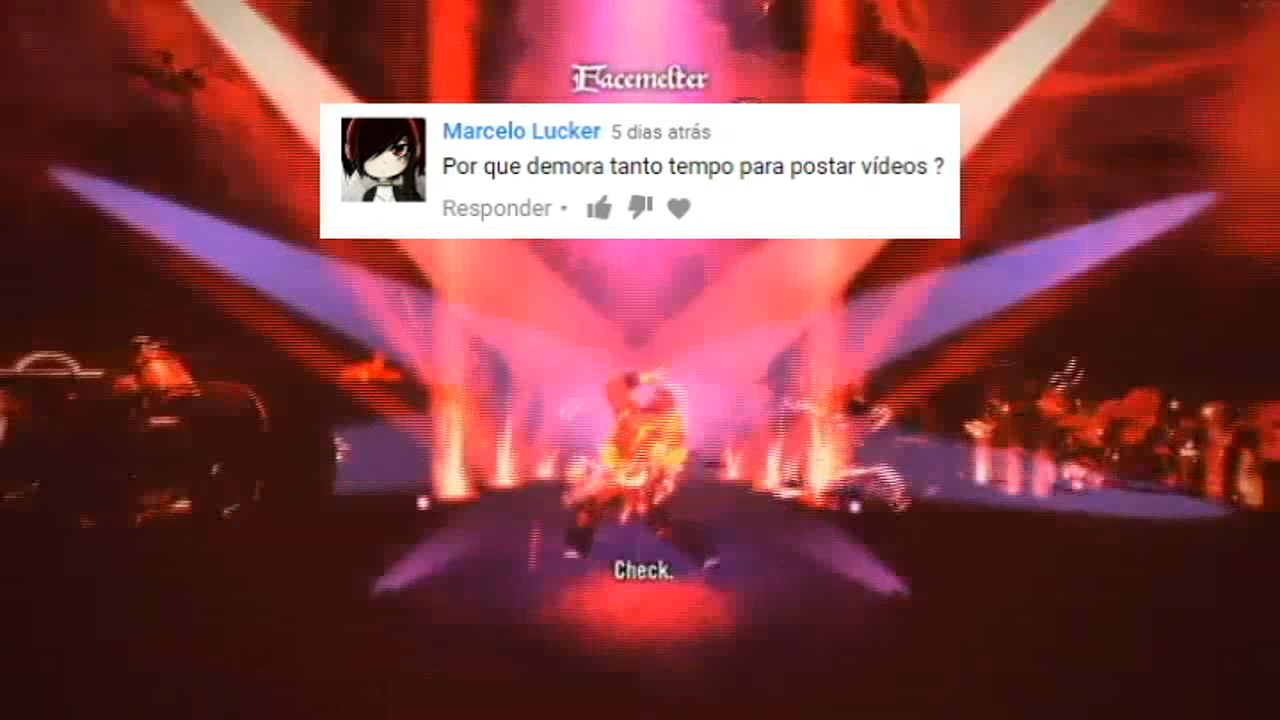 Facemelter
Marcelo Lucker 5 dias atrás
Por que demora tanto tempo para postar vídeos ?
Responder •
Check.